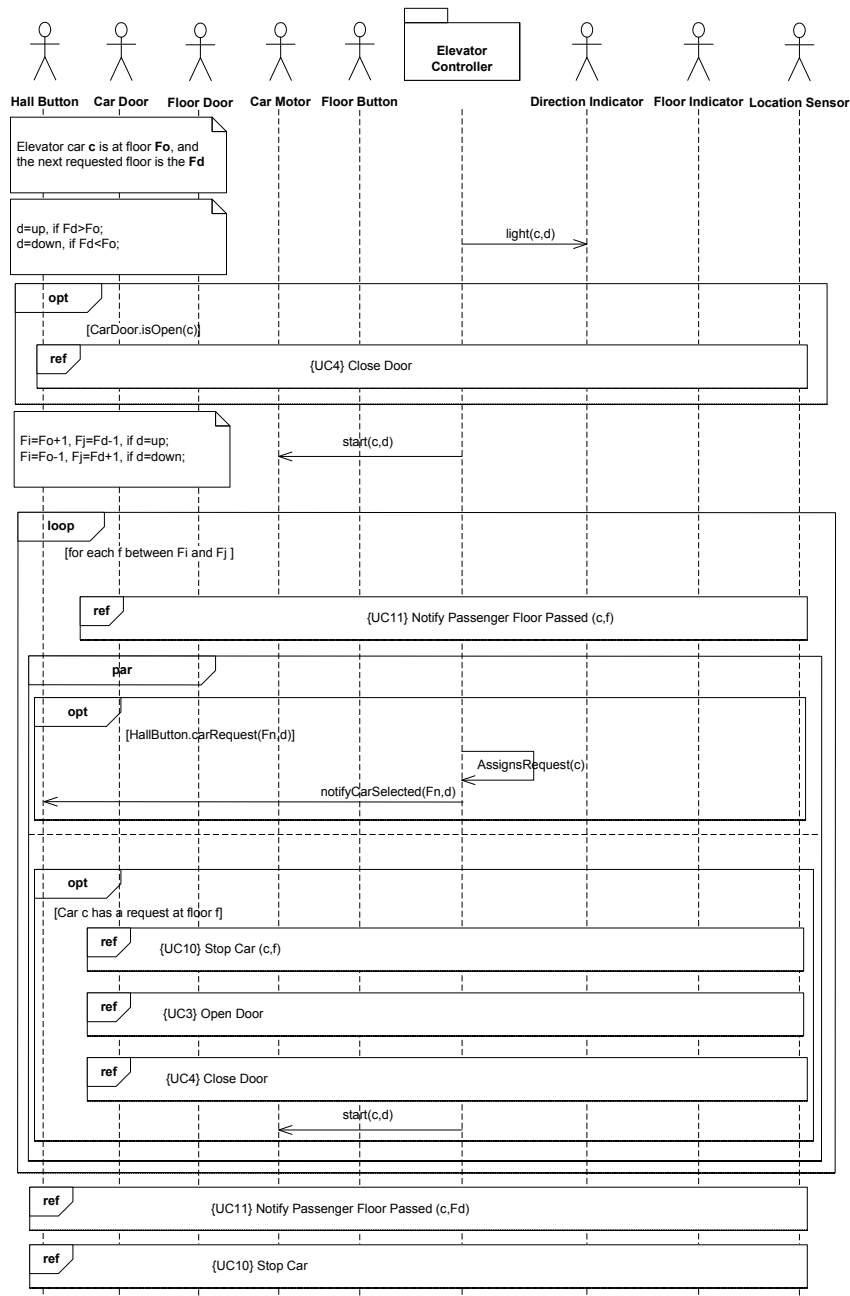 Elevator
Controller
Hall Button Car Door Floor Door Car Motor Floor Button Direction Indicator Floor Indicator Location Sensor
Elevator car c is at floor Fo, and
the next requested floor is the Fd
d=up, if Fd>Fo;
d=down, if Fd<Fo;
light(c,d)
opt
[CarDoor.isOpen(c)]
ref
{UC4} Close Door
Fi=Fo+1, Fj=Fd-1, if d=up;
Fi=Fo-1, Fj=Fd+1, if d=down;
start(c,d)
loop
[for each f between Fi and Fj ]
ref
{UC11} Notify Passenger Floor Passed (c,f)
par
opt
[HallButton.carRequest(Fn,d)]
AssignsRequest(c)
notifyCarSelected(Fn,d)
opt
[Car c has a request at floor f]
ref
{UC10} Stop Car (c,f)
ref
{UC3} Open Door
ref
{UC4} Close Door
start(c,d)
ref
{UC11} Notify Passenger Floor Passed (c,Fd)
ref
{UC10} Stop Car